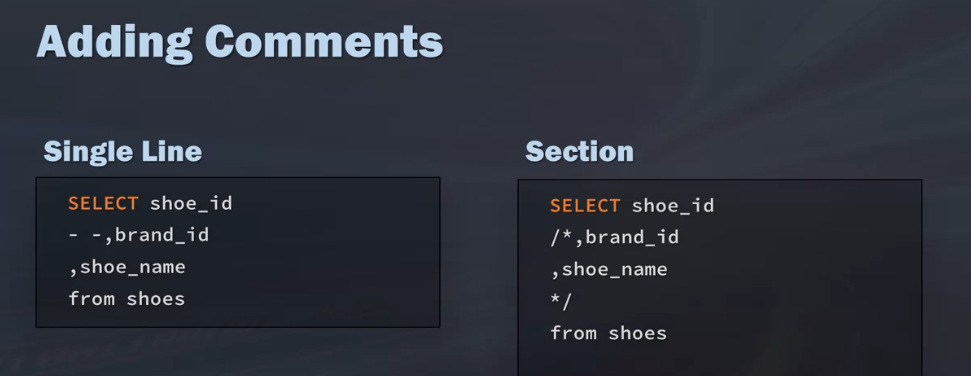 Adding Comments
Single Line
SELECT shoe_id
- -,brand_id
,shoe_name
from shoes
Section
SELECT shoe_id
/*,brand_id
,shoe_name
*/
from shoes